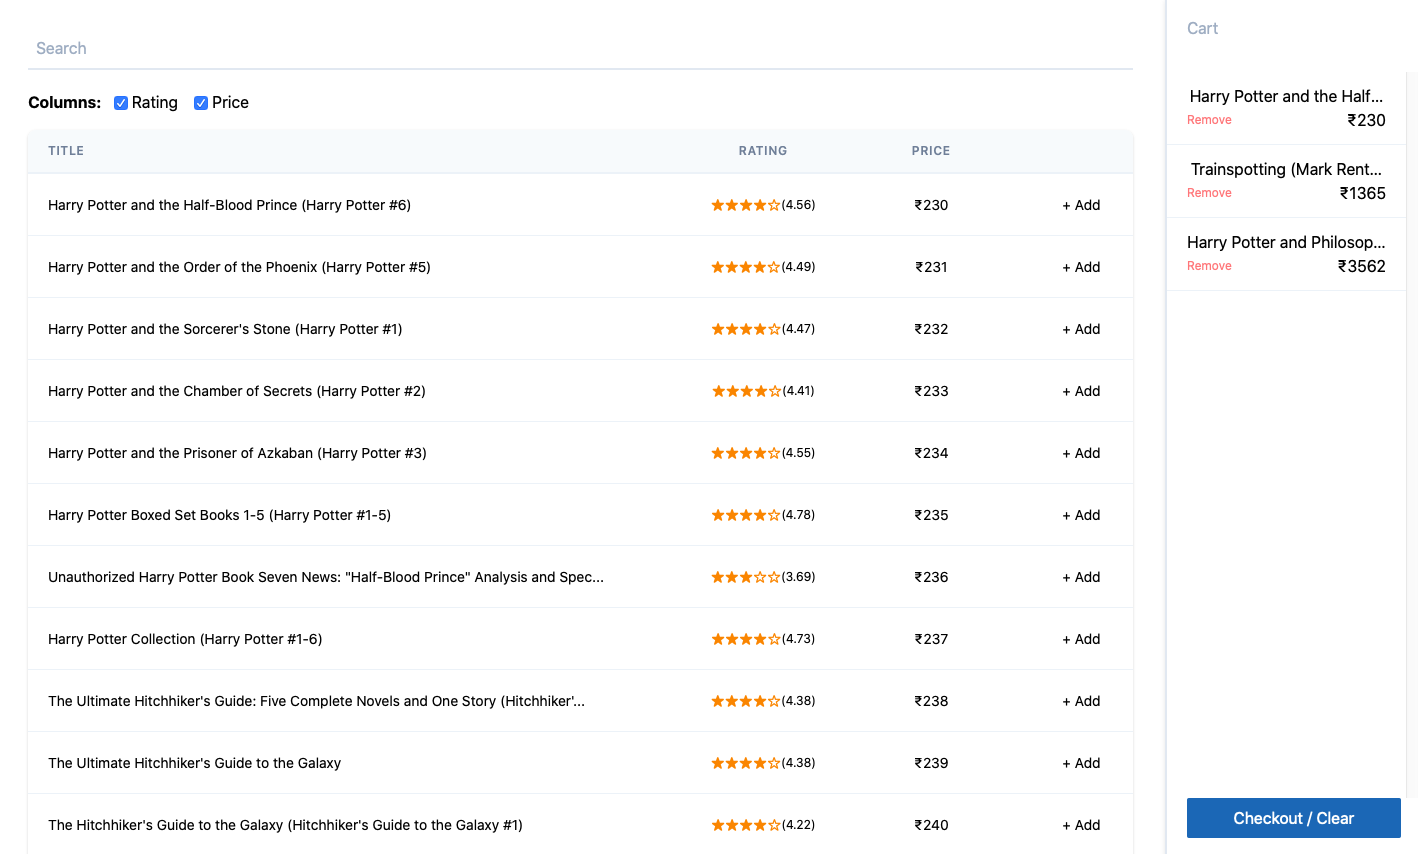 Search
Columns: Rating Price
TITLE RATING PRICE
Harry Potter and the Half-Blood Prince (Harry Potter #6) (4.56) ₹230 + Add
Harry Potter and the Order of the Phoenix (Harry Potter #5) (4.49) ₹231 + Add
Harry Potter and the Sorcerer's Stone (Harry Potter #1) (4.47) ₹232 + Add
Harry Potter and the Chamber of Secrets (Harry Potter #2) (4.41) ₹233 + Add
Harry Potter and the Prisoner of Azkaban (Harry Potter #3) (4.55) ₹234 + Add
Harry Potter Boxed Set Books 1-5 (Harry Potter #1-5) (4.78) ₹235 + Add
Unauthorized Harry Potter Book Seven News: "Half-Blood Prince" Analysis and Spec... (3.69) ₹236 + Add
Harry Potter Collection (Harry Potter #1-6) (4.73) ₹237 + Add
The Ultimate Hitchhiker's Guide: Five Complete Novels and One Story (Hitchhiker'... (4.38) ₹238 + Add
The Ultimate Hitchhiker's Guide to the Galaxy (4.38) ₹239 + Add
The Hitchhiker's Guide to the Galaxy (Hitchhiker's Guide to the Galaxy #1) (4.22) ₹240 + Add
Cart
Harry Potter and the Half...
Remove ₹230
Trainspotting (Mark Rent...
Remove ₹1365
Harry Potter and Philosop...
Remove ₹3562
Checkout / Clear